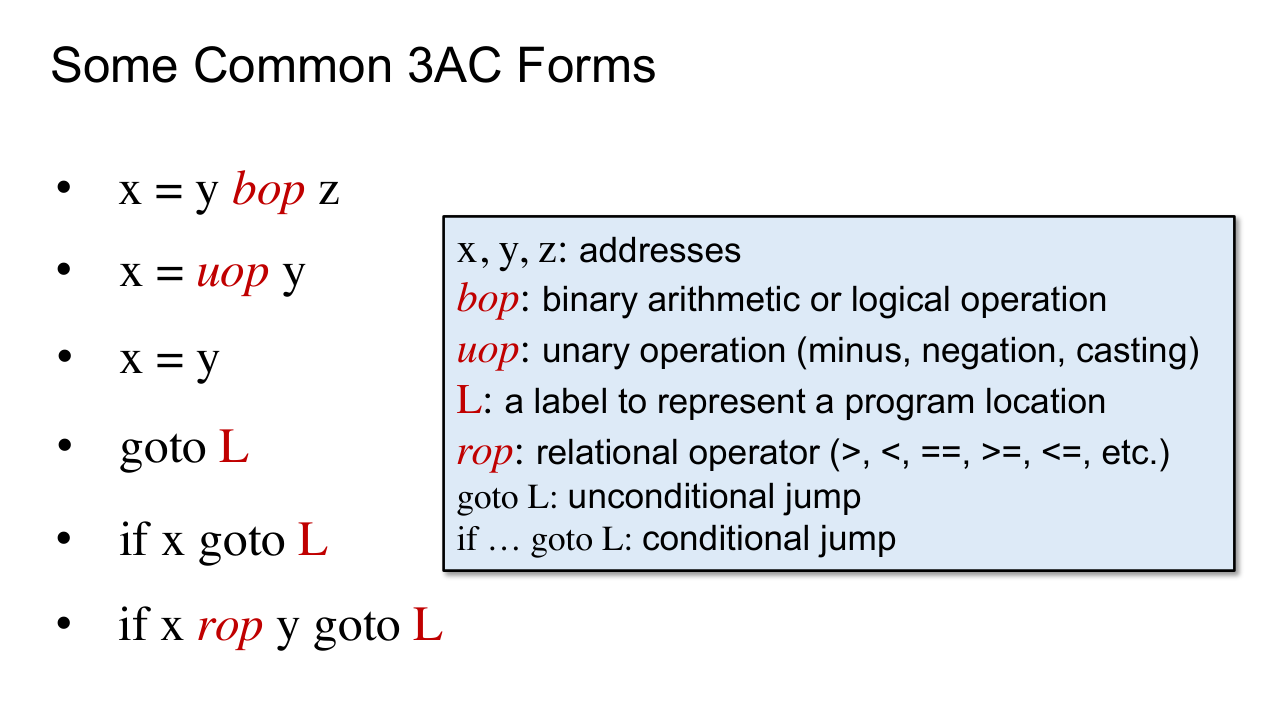 Some Common 3AC Forms
• x = y bop z
• x = uop y
• x = y
• goto L
• if x goto L
• if x rop y goto L
x, y, z: addresses
bop: binary arithmetic or logical operation
uop: unary operation (minus, negation, casting)
L: a label to represent a program location
rop: relational operator (>, <, ==, >=, <=, etc.)
goto L: unconditional jump
if … goto L: conditional jump